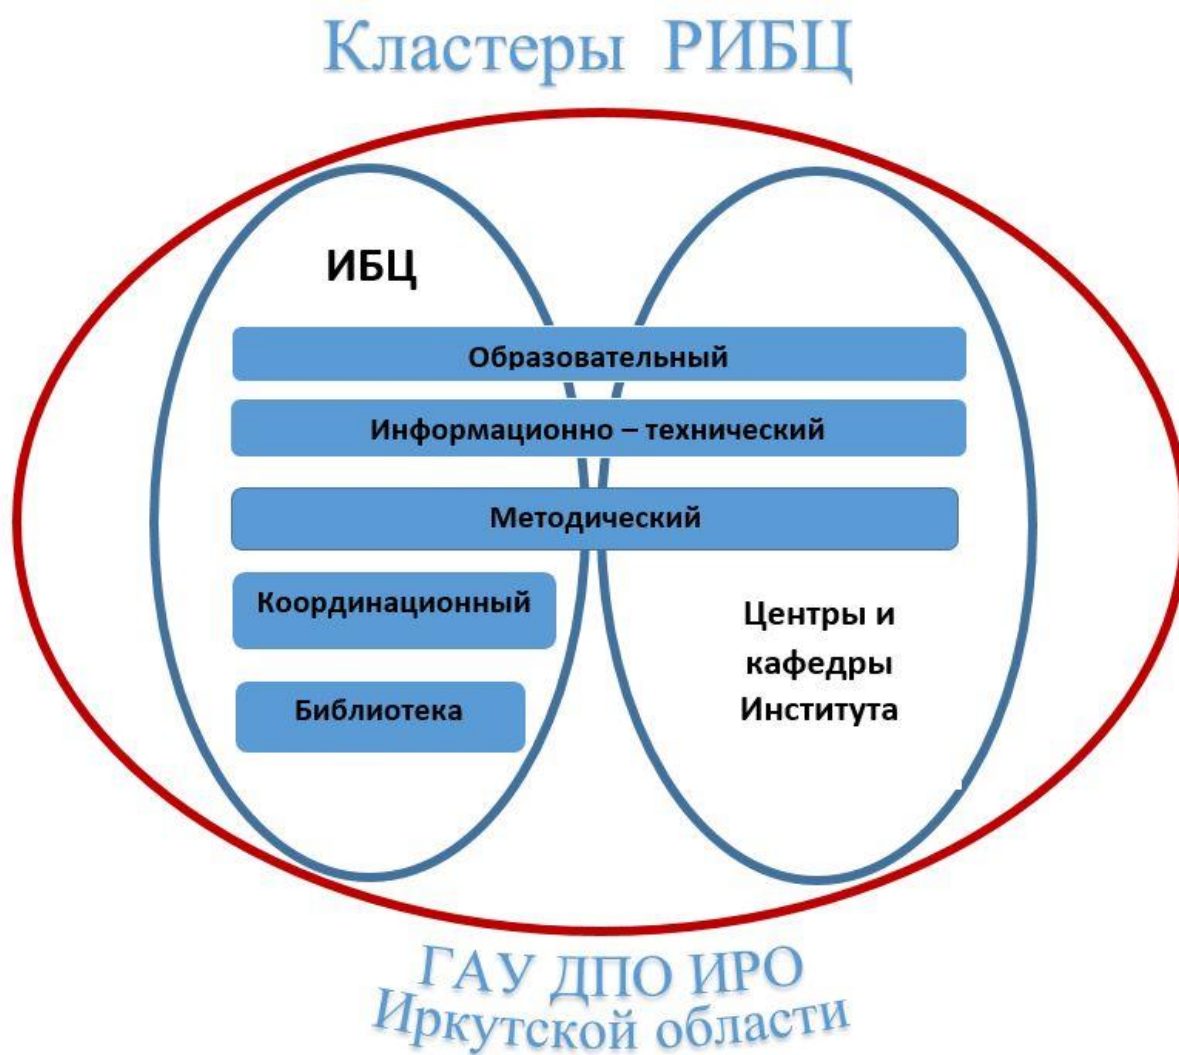 Кластеры РИБЦ
ИБЦ
Образовательный
Информационно – технический
Методический
Координационный
Библиотека
Центры и
кафедры
Института
ГАУ ДПО ИРО
Иркутской области